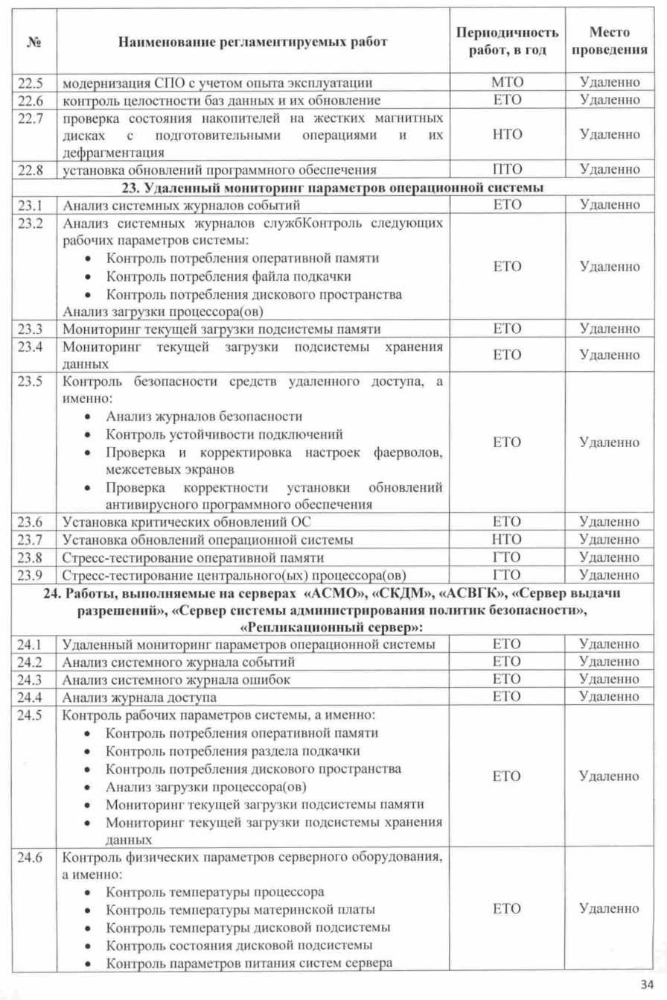 № Наименование регламентируемых работ Периодичность работ, в год Место проведения
22.5 модернизация СПО с учетом опыта эксплуатации МТО Удаленно
22.6 контроль целостности баз данных и их обновление ЕТО Удаленно
22.7 проверка состояния накопителей на жестких магнитных
дисках с подготовительными операциями и их НТО Удаленно
дефрагментация
22.8 установка обновлений программного обеспечения ПТО Удаленно
23. Удаленный мониторинг параметров операционной системы
23.1 Анализ системных журналов событий ЕТО Удаленно
23.2 Анализ системных журналов службКонтроль следующих
рабочих параметров системы:
• Контроль потребления оперативной памяти
• Контроль потребления файла подкачки ЕТО Удаленно
• Контроль потребления дискового пространства
Анализ загрузки процессора(ов)
23.3 Мониторинг текущей загрузки подсистемы памяти ЕТО Удаленно
23.4 Мониторинг текущей загрузки подсистемы хранения
данных ЕТО Удаленно
23.5 Контроль безопасности средств удаленного доступа, а
именно:
• Анализ журналов безопасности
• Контроль устойчивости подключений
• Проверка и корректировка настроек фаерволов, ЕТО Удаленно
межсетевых экранов
• Проверка корректности установки обновлений
антивирусного программного обеспечения
23.6 Установка критических обновлений ОС ЕТО Удаленно
23.7 Установка обновлений операционной системы НТО Удаленно
23.8 Стресс-тестирование оперативной памяти ГТО Удаленно
23.9 Стресс-тестирование центрального(ых) процессора(ов) ГТО Удаленно
24. Работы, выполняемые на серверах «АСМО», «СКДМ», «АСВГК», «Сервер выдачи
разрешений», «Сервер системы администрирования политик безопасности»,
«Репликационный сервер»:
24.1 Удаленный мониторинг параметров операционной системы ЕТО Удаленно
24.2 Анализ системного журнала событий ЕТО Удаленно
24.3 Анализ системного журнала ошибок ЕТО Удаленно
24.4 Анализ журнала доступа ЕТО Удаленно
24.5 Контроль рабочих параметров системы, а именно:
• Контроль потребления оперативной памяти
• Контроль потребления раздела подкачки
• Контроль потребления дискового пространства ЕТО Удаленно
• Анализ загрузки процессора(ов)
• Мониторинг текущей загрузки подсистемы памяти
• Мониторинг текущей загрузки подсистемы хранения
данных
24.6 Контроль физических параметров серверного оборудования,
а именно:
• Контроль температуры процессора
• Контроль температуры материнской платы ЕТО Удаленно
• Контроль температуры дисковой подсистемы
• Контроль состояния дисковой подсистемы
• Контроль параметров питания систем сервера
34